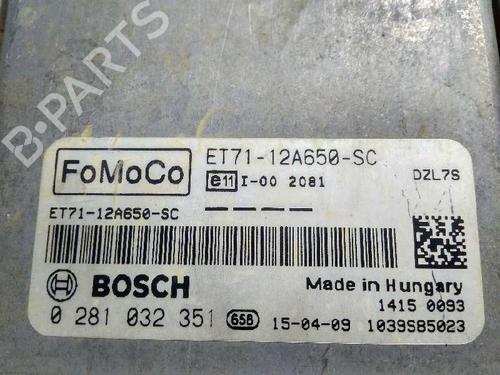 B-PARTS
FoMoCo
ET71-12A650-SC
e11 I-00 2081
DZL7S
ET71-12A650-SC
BOSCH
Made in Hungary
1415 0093
0 281 032 351 65B 15-04-09 1039S85023